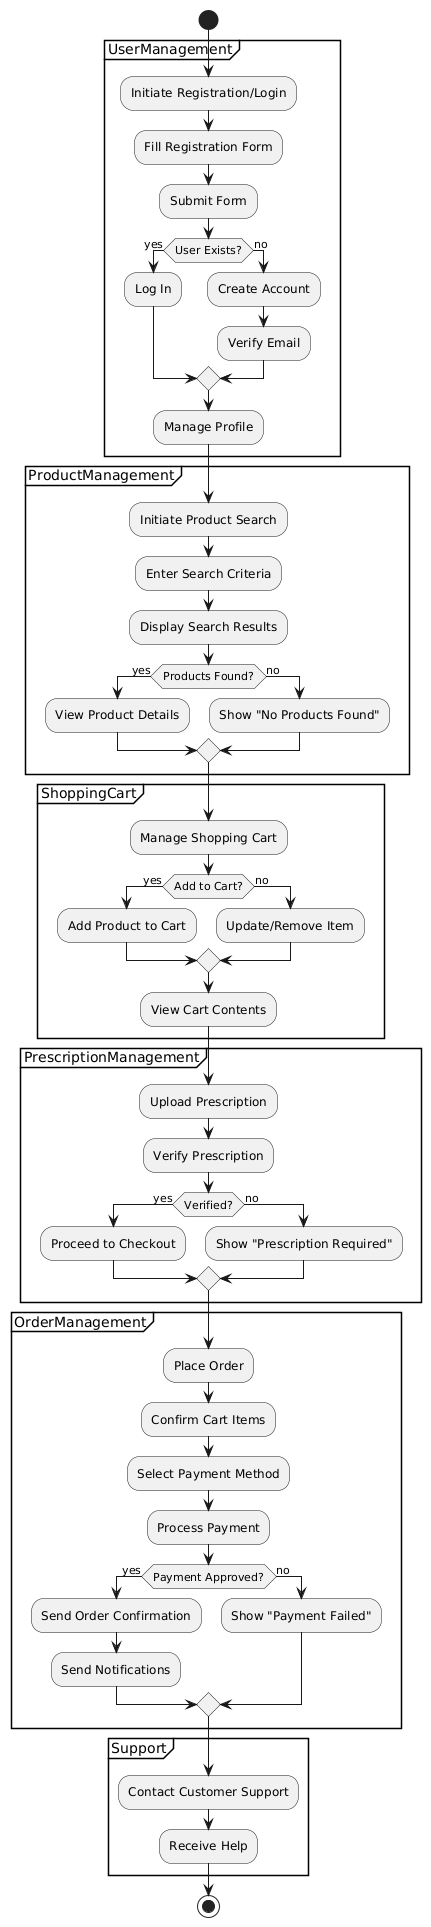 UserManagement
Initiate Registration/Login
Fill Registration Form
Submit Form
yes User Exists? no
Log In Create Account
Verify Email
Manage Profile
ProductManagement
Initiate Product Search
Enter Search Criteria
Display Search Results
yes Products Found? no
View Product Details Show "No Products Found"
ShoppingCart
Manage Shopping Cart
yes Add to Cart? no
Add Product to Cart Update/Remove Item
View Cart Contents
PrescriptionManagement
Upload Prescription
Verify Prescription
yes Verified? no
Proceed to Checkout Show "Prescription Required"
OrderManagement
Place Order
Confirm Cart Items
Select Payment Method
Process Payment
yes Payment Approved? no
Send Order Confirmation Show "Payment Failed"
Send Notifications
Support
Contact Customer Support
Receive Help